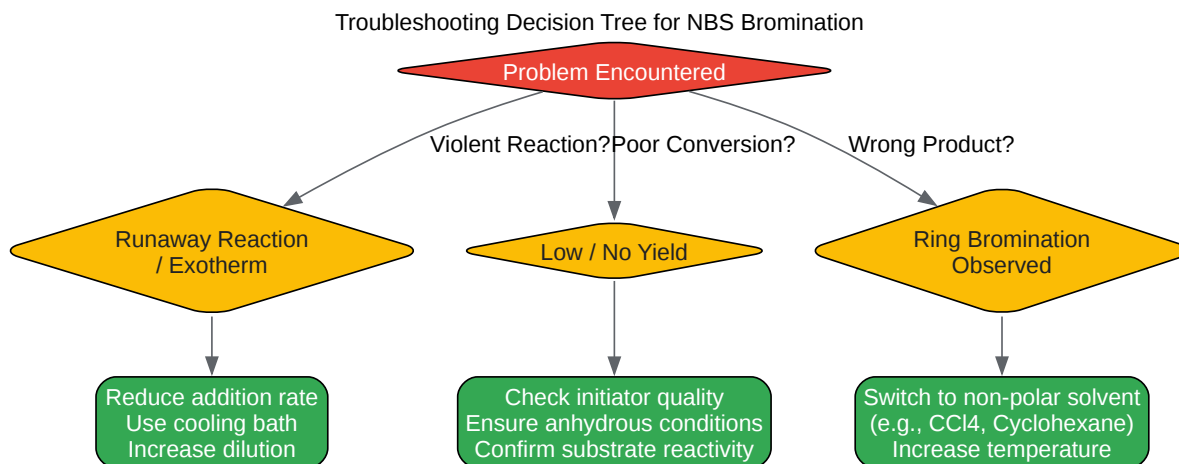 Troubleshooting Decision Tree for NBS Bromination
Problem Encountered
Violent Reaction?
Poor Conversion?
Wrong Product?
Runaway Reaction
/ Exotherm
Low / No Yield
Ring Bromination
Observed
Reduce addition rate
Use cooling bath
Increase dilution
Check initiator quality
Ensure anhydrous conditions
Confirm substrate reactivity
Switch to non-polar solvent
(e.g., CCl4, Cyclohexane)
Increase temperature